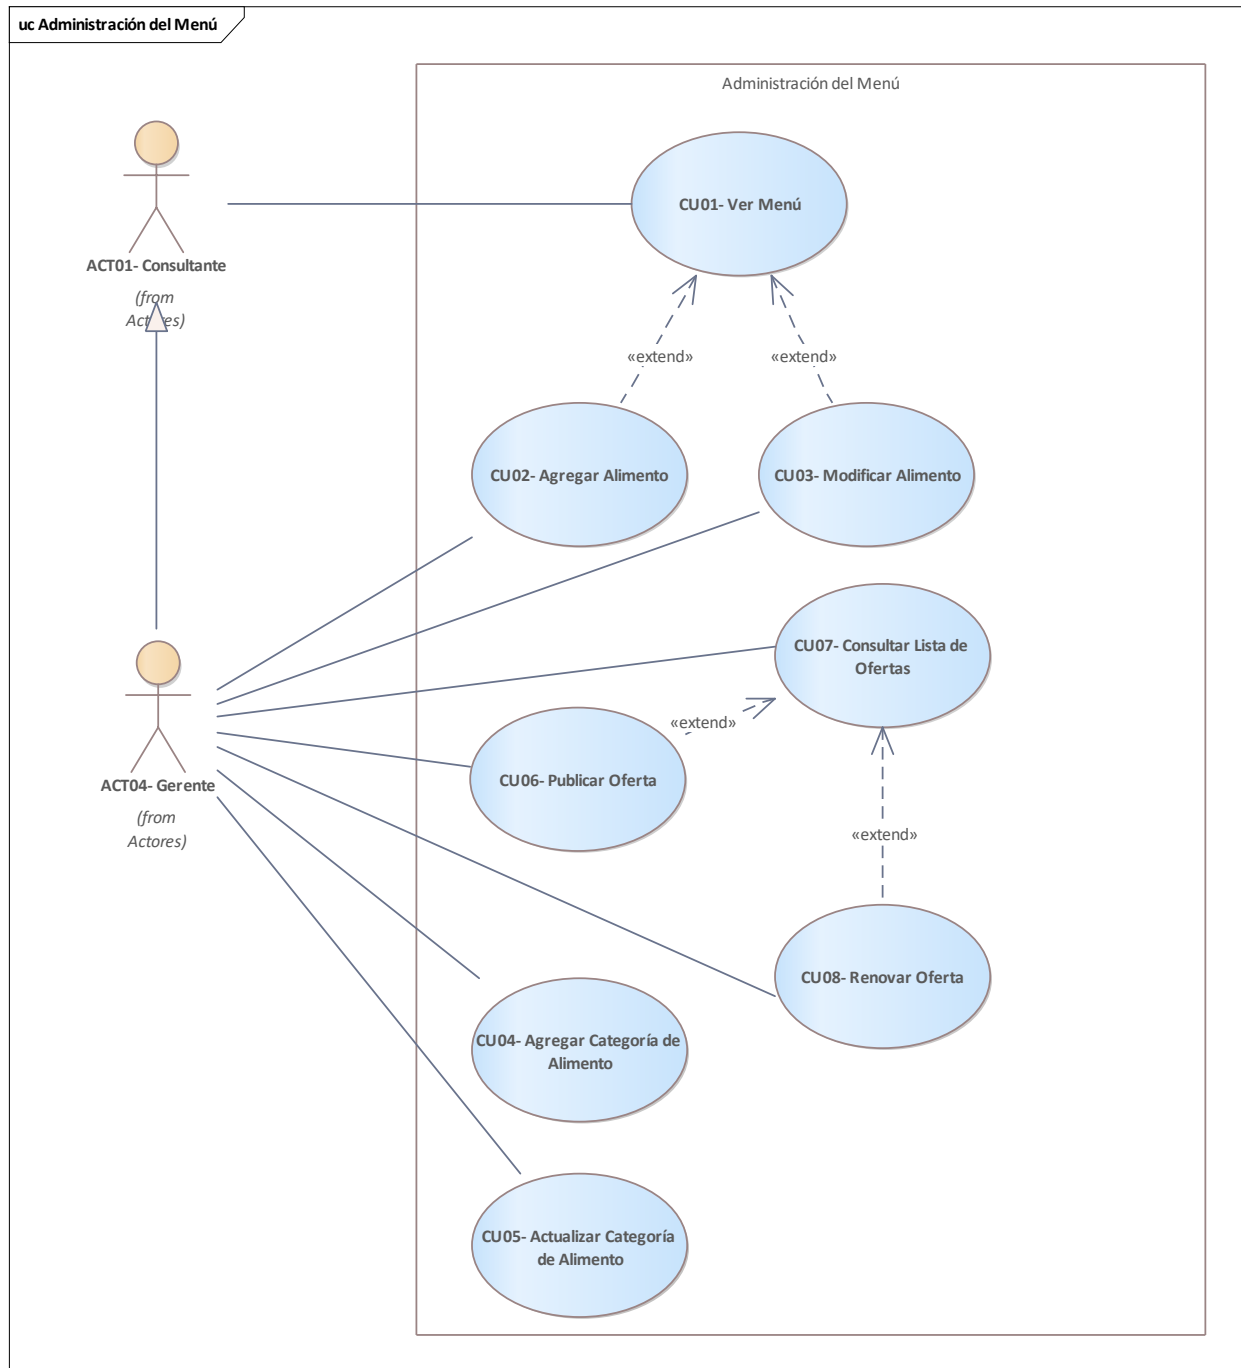 uc Administración del Menú
Administración del Menú
CU01- Ver Menú
ACT01- Consultante
(from
Actores)
«extend»
«extend»
CU02- Agregar Alimento
CU03- Modificar Alimento
CU07- Consultar Lista de
Ofertas
«extend»
CU06- Publicar Oferta
ACT04- Gerente
(from
Actores)
«extend»
CU08- Renovar Oferta
CU04- Agregar Categoría de
Alimento
CU05- Actualizar Categoría
de Alimento